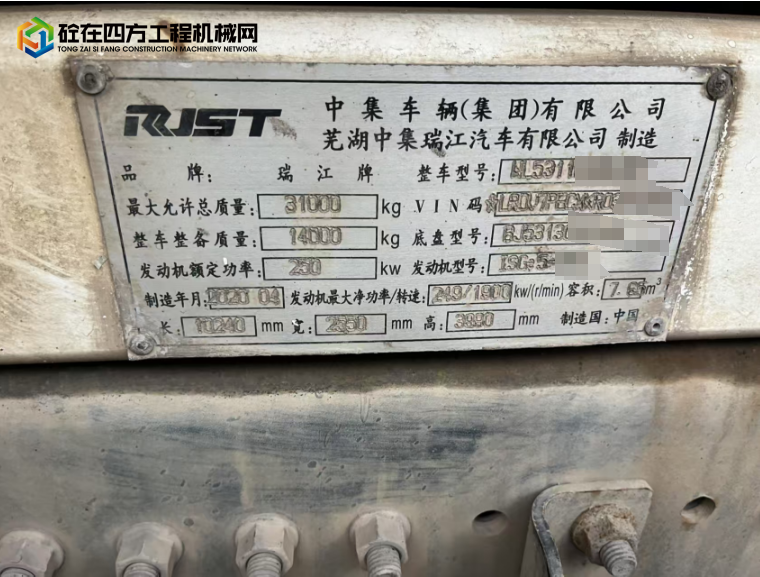 砼在四方工程机械网
TONG ZAI SI FANG CONSTRUCTION MACHINERY NETWORK
RJST 中集车辆(集团)有限公司
芜湖中集瑞江汽车有限公司 制造
品牌: 瑞江牌 整车型号:
最大允许总质量: 31000 kg VIN码
整车整备质量: 14000 kg 底盘型号:
发动机额定功率: 250 kw 发动机型号:
制造年月: 2020 04 发动机最大净功率/转速: 249/1900 kw/(r/min) 容积: m³
长: 10240 mm 宽: 2550 mm 高: mm 制造国: 中国